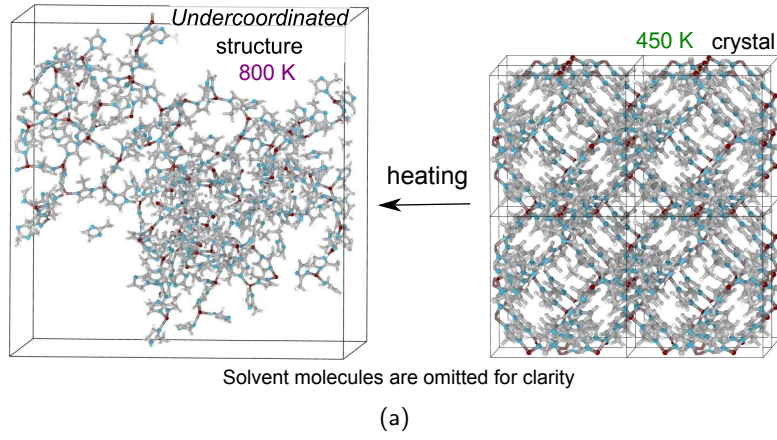 Undercoordinated
structure
800 K
450 K crystal
heating
Solvent molecules are omitted for clarity
(a)